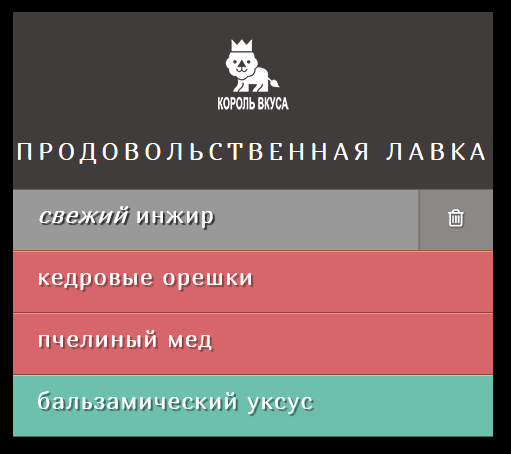 КОРОЛЬ ВКУСА
ПРОДОВОЛЬСТВЕННАЯ ЛАВКА
свежий инжир
кедровые орешки
пчелиный мед
бальзамический уксус